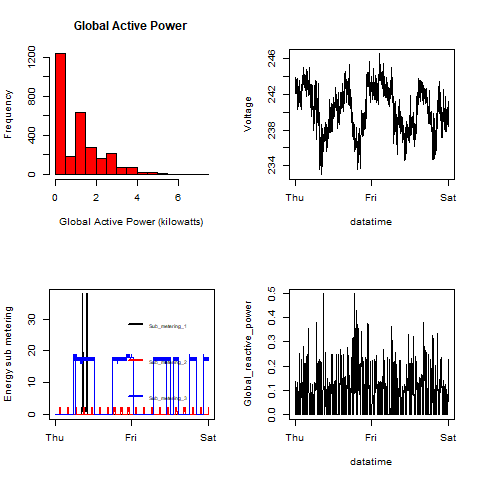 Global Active Power
Frequency
0 400 800 1200
0 2 4 6
Global Active Power (kilowatts)
Voltage
234 238 242 246
Thu Fri Sat
datatime
Energy sub metering
0 10 20 30
Sub_metering_1
Sub_metering_2
Sub_metering_3
Thu Fri Sat
Global_reactive_power
0.0 0.1 0.2 0.3 0.4 0.5
Thu Fri Sat
datatime